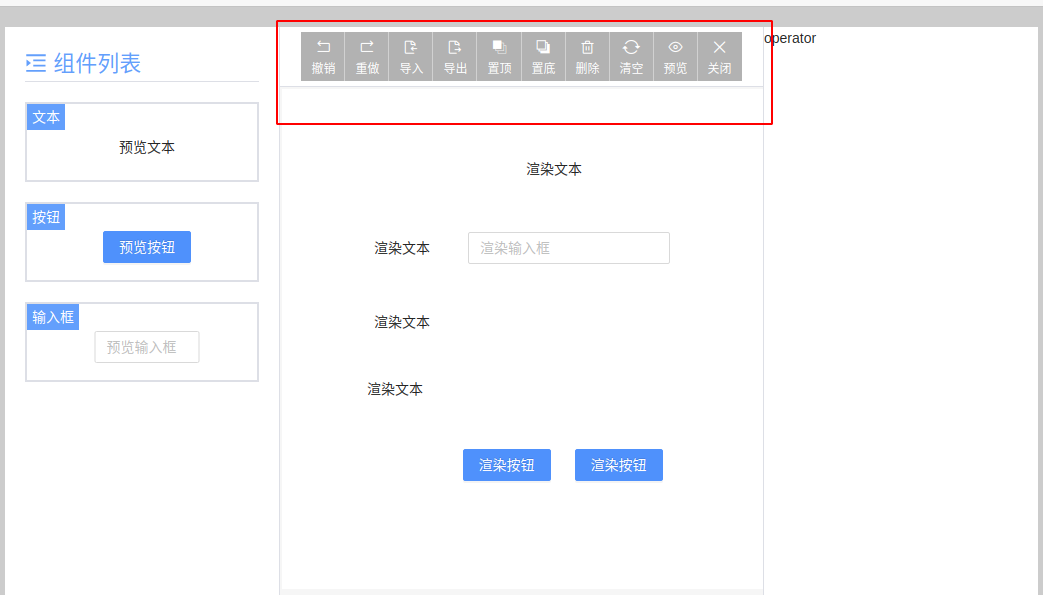 组件列表
文本
预览文本
按钮
预览按钮
输入框
预览输入框
撤销 重做 导入 导出 置顶 置底 删除 清空 预览 关闭
渲染文本
渲染文本 渲染输入框
渲染文本
渲染文本
渲染按钮 渲染按钮
operator